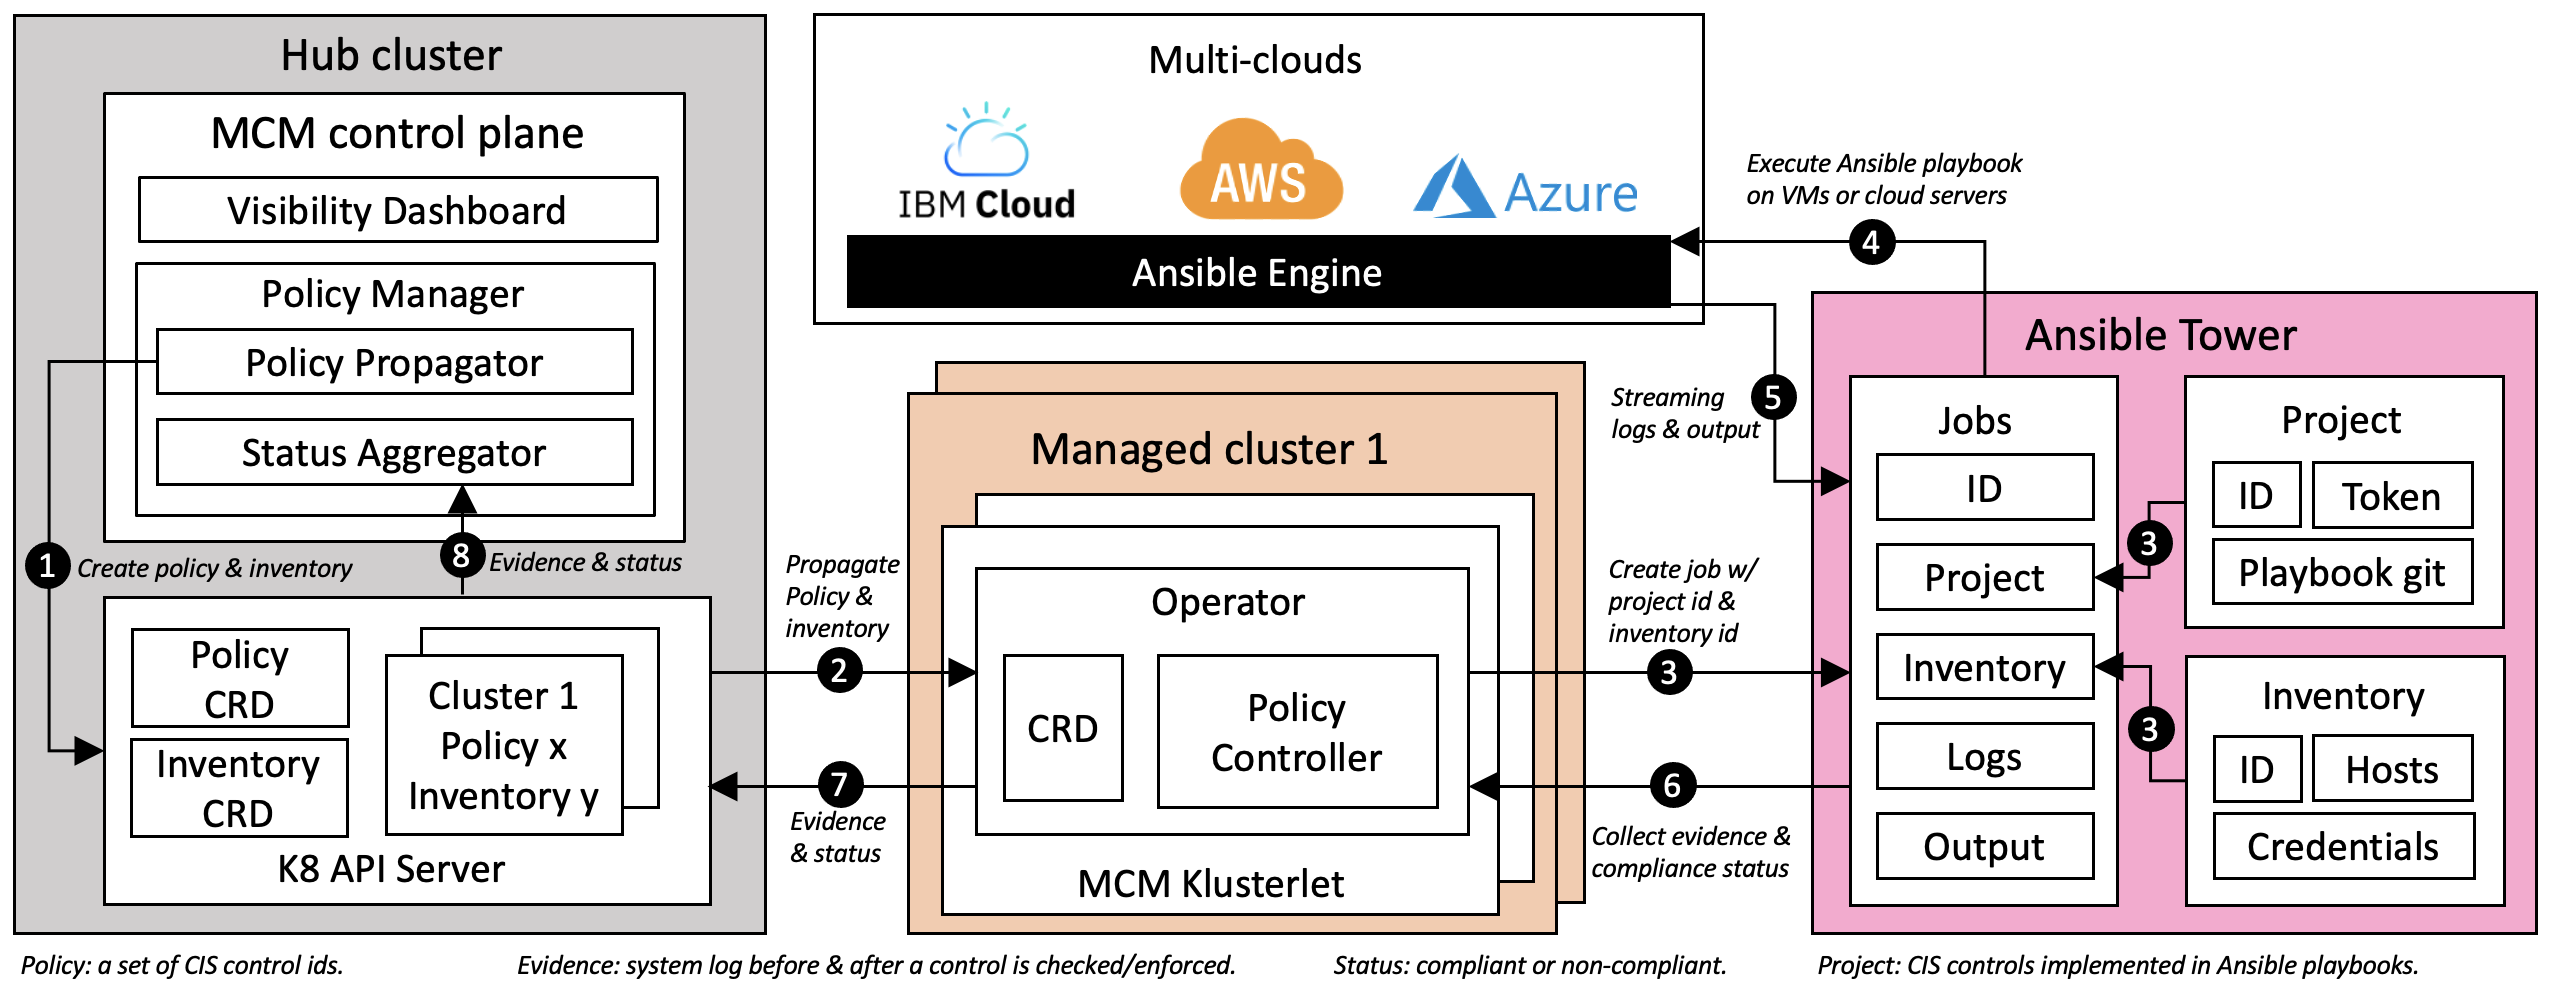 Hub cluster
MCM control plane
Visibility Dashboard
Policy Manager
Policy Propagator
Status Aggregator
1
Create policy & inventory
8
Evidence & status
Policy
CRD
Inventory
CRD
Cluster 1
Policy x
Inventory y
K8 API Server
Propagate
Policy &
inventory
2
7
Evidence
& status
Multi-clouds
IBM Cloud
AWS
Azure
Ansible Engine
Managed cluster 1
Operator
CRD
Policy
Controller
MCM Klusterlet
Execute Ansible playbook
on VMs or cloud servers
4
Streaming
logs & output
5
Create job w/
project id &
inventory id
3
6
Collect evidence &
compliance status
Ansible Tower
Jobs
ID
Project
Inventory
Logs
Output
3
3
Project
ID
Token
Playbook git
Inventory
ID
Hosts
Credentials
Policy: a set of CIS control ids.
Evidence: system log before & after a control is checked/enforced.
Status: compliant or non-compliant.
Project: CIS controls implemented in Ansible playbooks.